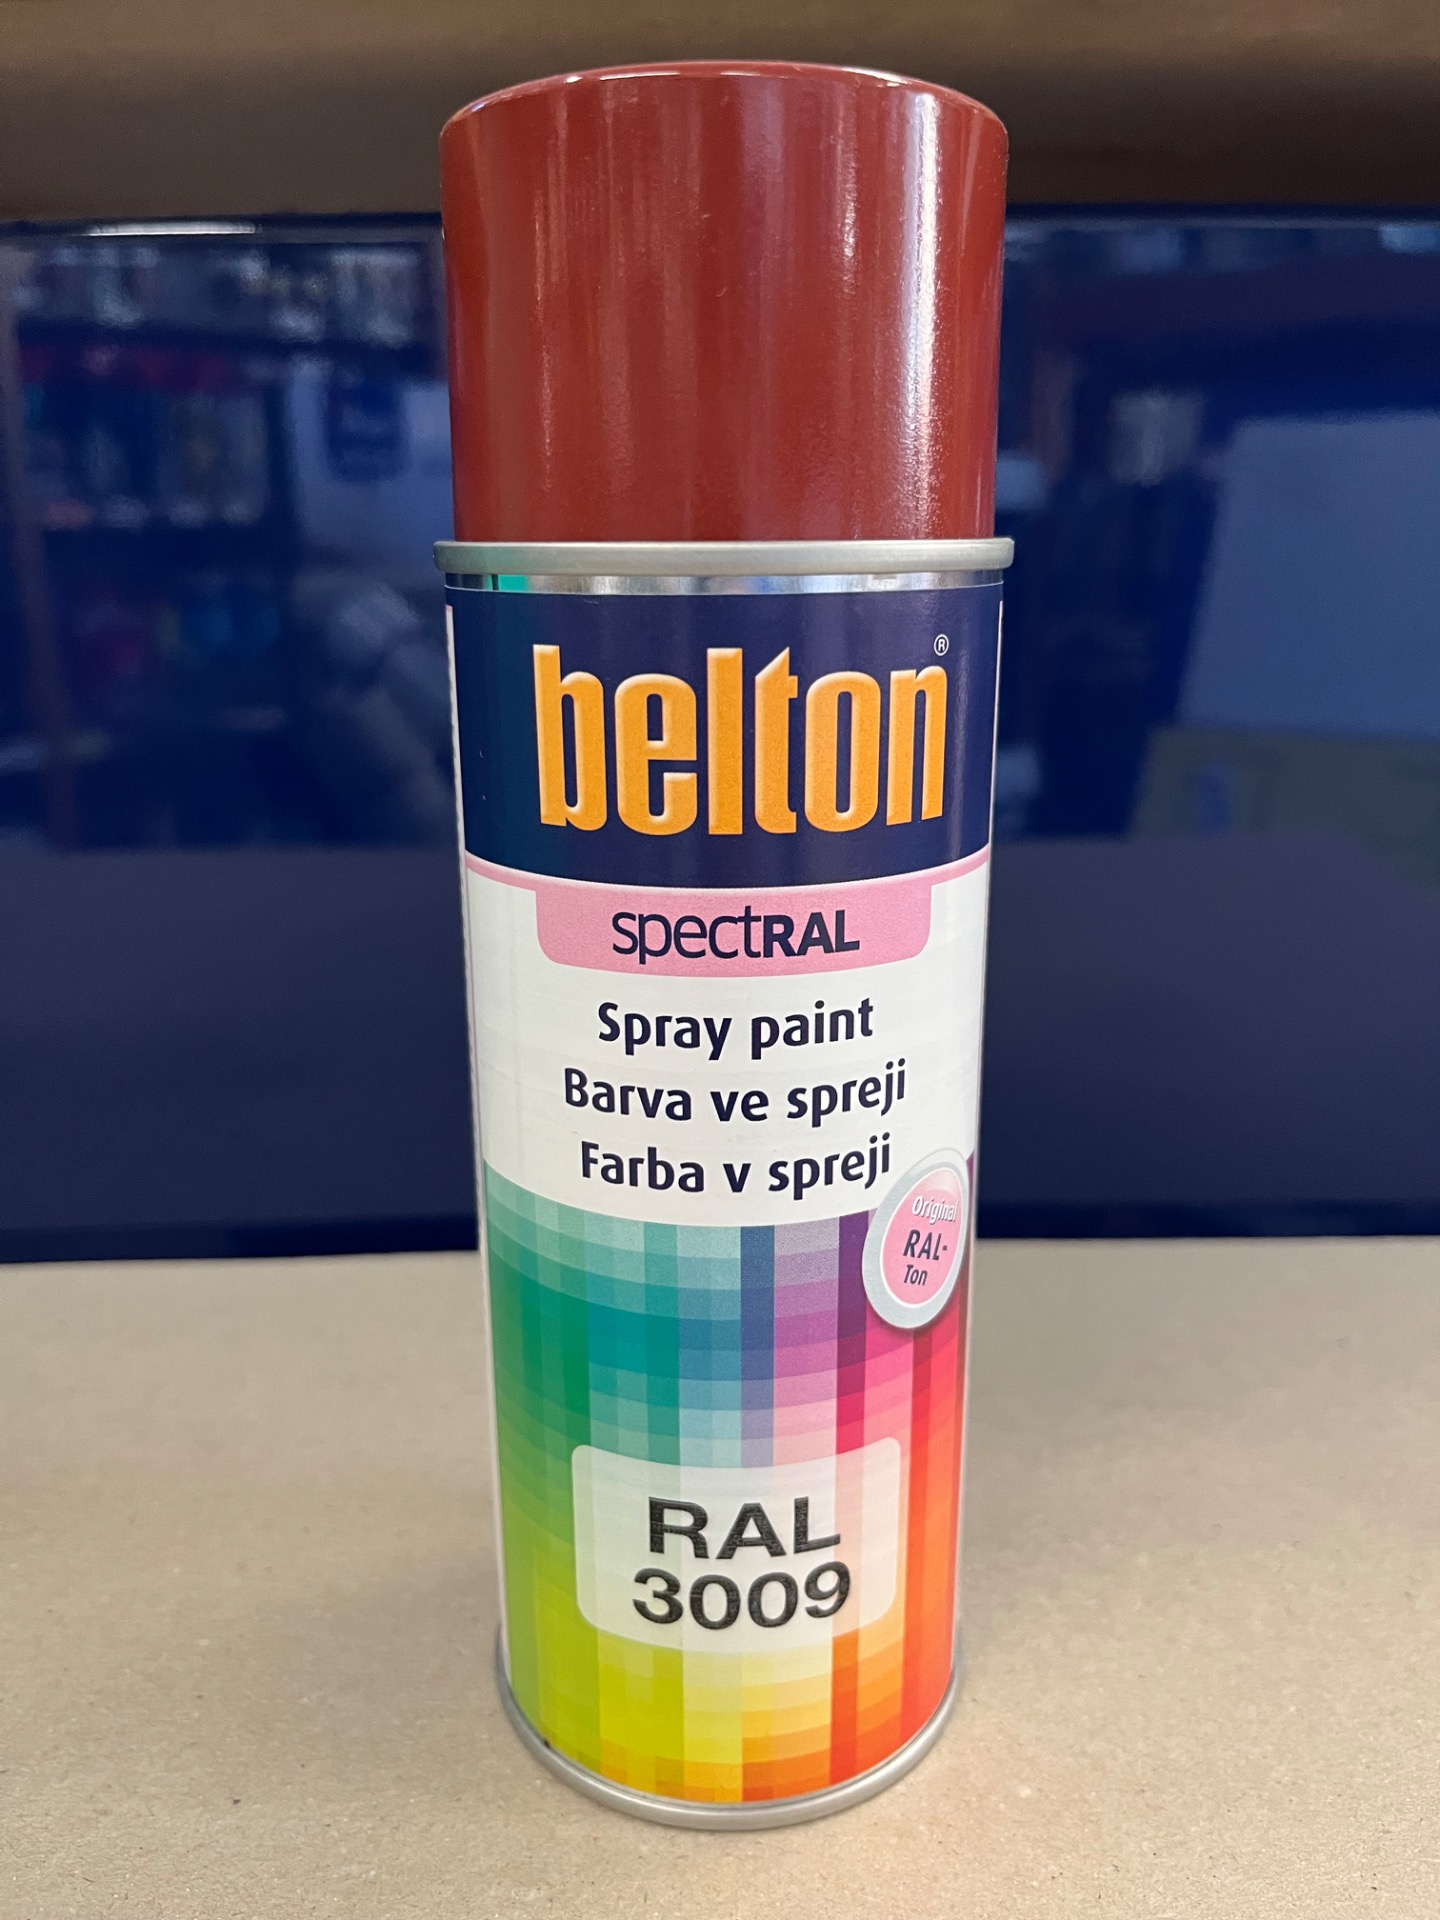 belton®
spectRAL
Spray paint
Barva ve spreji
Farba v spreji
Original
RAL-
Ton
RAL
3009